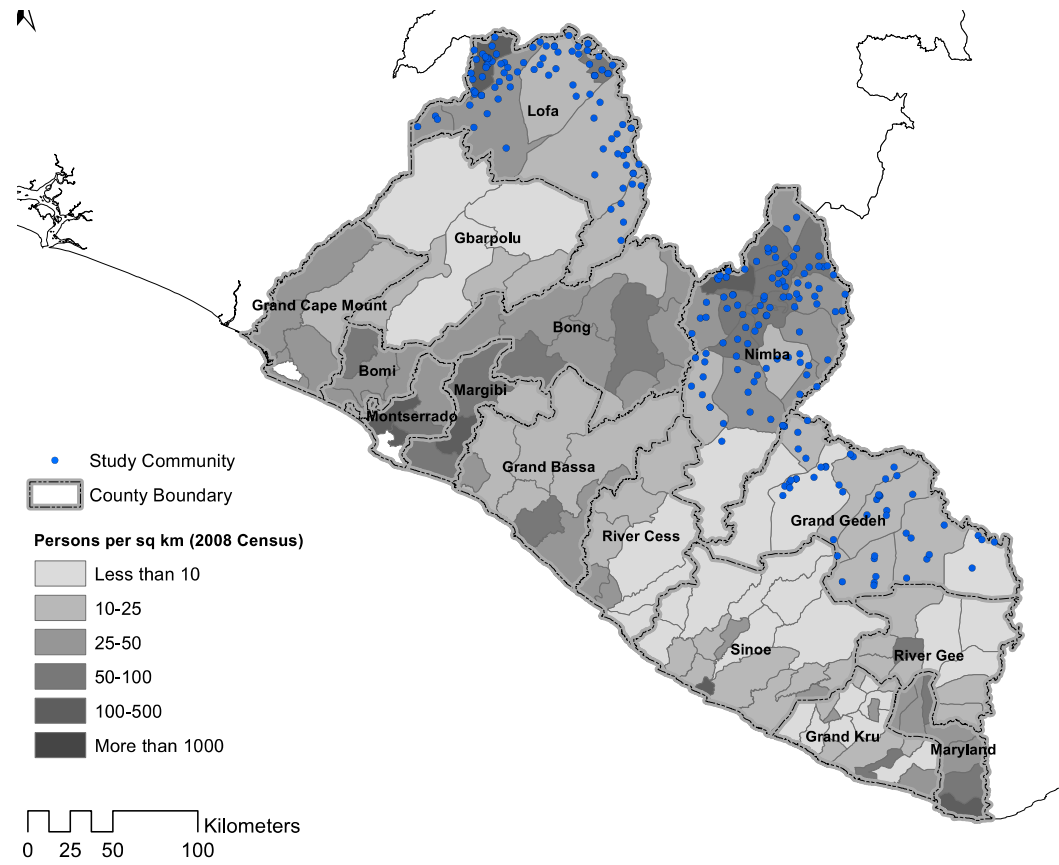 Lofa
Gbarpolu
Grand Cape Mount
Bong
Nimba
Bomi
Margibi
Montserrado
Study Community
Grand Bassa
County Boundary
Grand Gedeh
River Cess
Persons per sq km (2008 Census)
Less than 10
10-25
25-50
Sinoe
River Gee
50-100
100-500
Grand Kru
More than 1000
Maryland
Kilometers
0 25 50 100